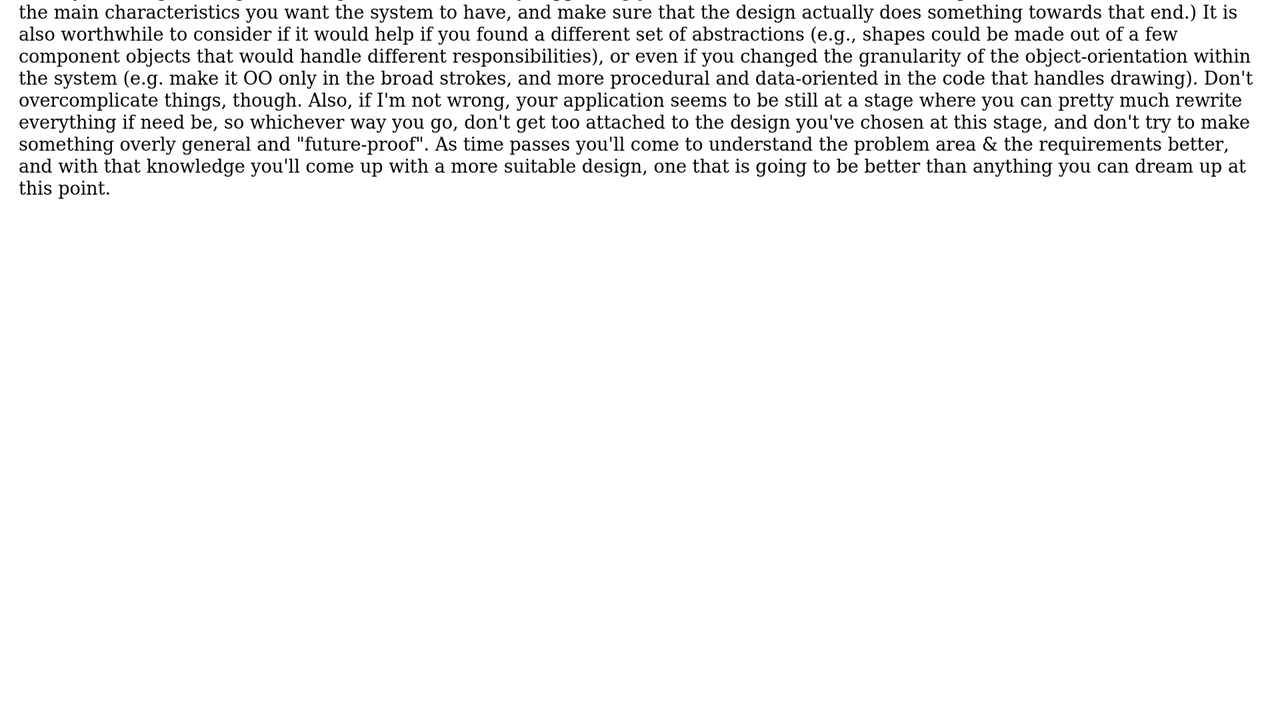 the main characteristics you want the system to have, and make sure that the design actually does something towards that end.) It is
also worthwhile to consider if it would help if you found a different set of abstractions (e.g., shapes could be made out of a few
component objects that would handle different responsibilities), or even if you changed the granularity of the object-orientation within
the system (e.g. make it OO only in the broad strokes, and more procedural and data-oriented in the code that handles drawing). Don't
overcomplicate things, though. Also, if I'm not wrong, your application seems to be still at a stage where you can pretty much rewrite
everything if need be, so whichever way you go, don't get too attached to the design you've chosen at this stage, and don't try to make
something overly general and "future-proof". As time passes you'll come to understand the problem area & the requirements better,
and with that knowledge you'll come up with a more suitable design, one that is going to be better than anything you can dream up at
this point.